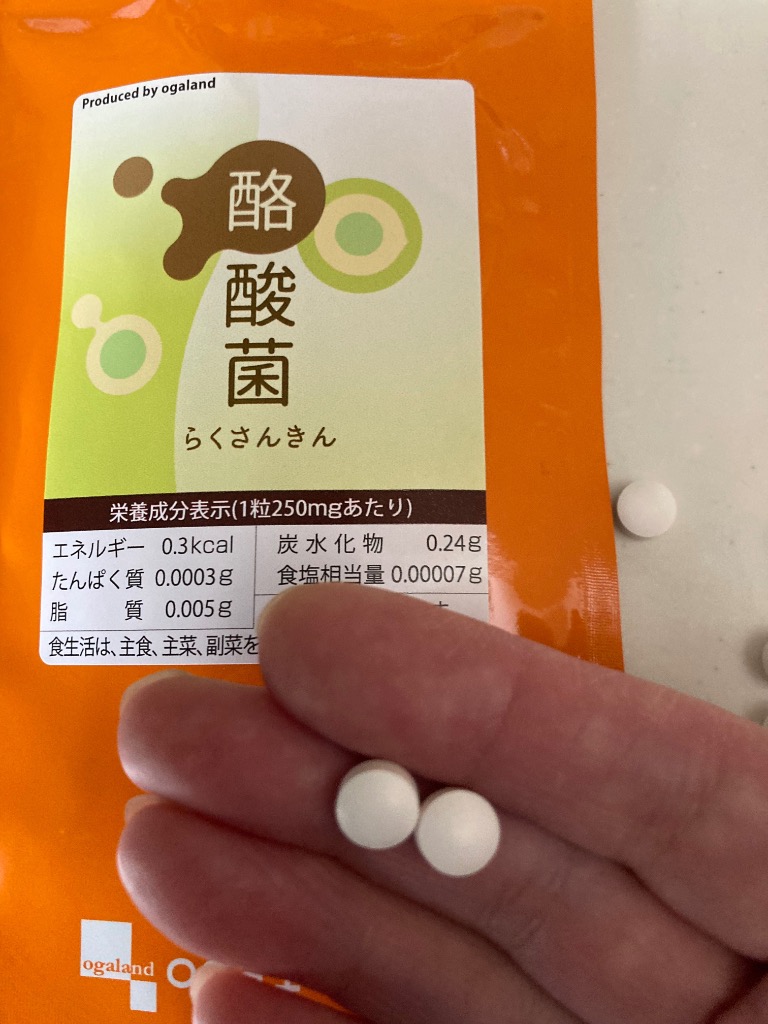 Produced by ogaland
酪
酸
菌
らくさんきん
栄養成分表示(1粒250mgあたり)
エネルギー 0.3kcal
たんぱく質 0.0003g
脂 質 0.005g
炭水化物 0.24g
食塩相当量 0.00007g
食生活は、主食、主菜、副菜を
ogaland